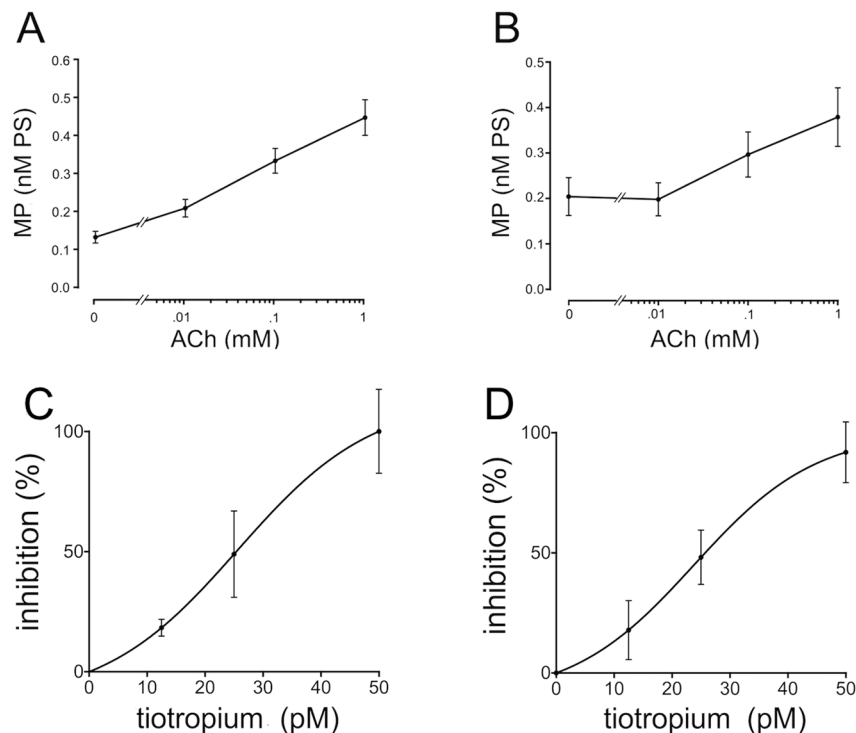 A
MP (nM PS)
0.6
0.5
0.4
0.3
0.2
0.1
0.0
0 .01 .1 1
ACh (mM)
B
MP (nM PS)
0.5
0.4
0.3
0.2
0.1
0.0
0 .01 .1 1
ACh (mM)
C
inhibition (%)
100
50
0
0 10 20 30 40 50
tiotropium (pM)
D
inhibition (%)
100
50
0
0 10 20 30 40 50
tiotropium (pM)